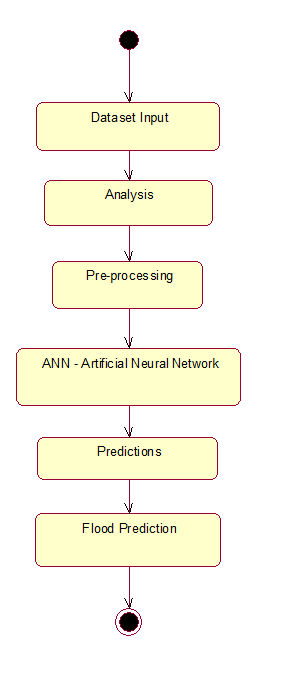 Dataset Input
Analysis
Pre-processing
ANN - Artificial Neural Network
Predictions
Flood Prediction